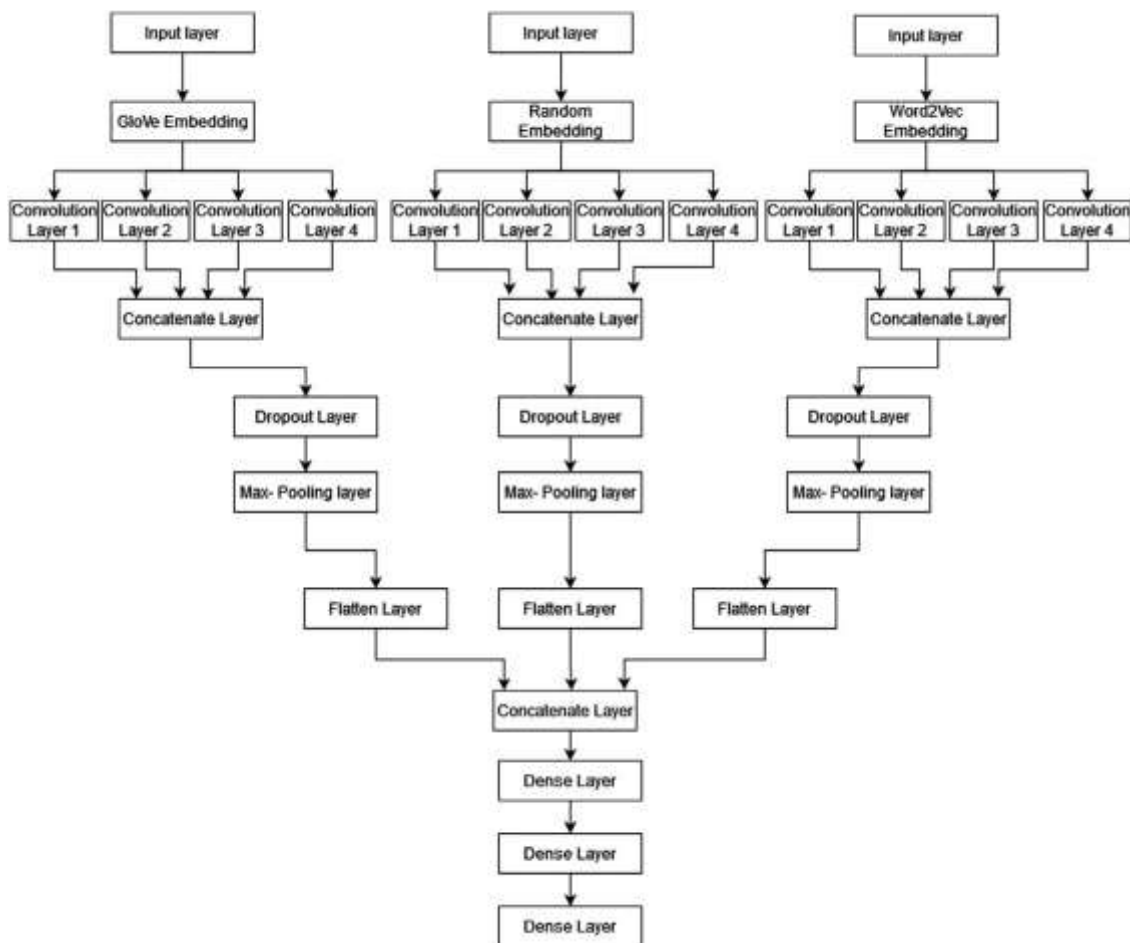 Input layer
Input layer
Input layer
GloVe Embedding
Random
Embedding
Word2Vec
Embedding
Convolution
Layer 1
Convolution
Layer 2
Convolution
Layer 3
Convolution
Layer 4
Convolution
Layer 1
Convolution
Layer 2
Convolution
Layer 3
Convolution
Layer 4
Convolution
Layer 1
Convolution
Layer 2
Convolution
Layer 3
Convolution
Layer 4
Concatenate Layer
Concatenate Layer
Concatenate Layer
Dropout Layer
Dropout Layer
Dropout Layer
Max- Pooling layer
Max- Pooling layer
Max- Pooling layer
Flatten Layer
Flatten Layer
Flatten Layer
Concatenate Layer
Dense Layer
Dense Layer
Dense Layer